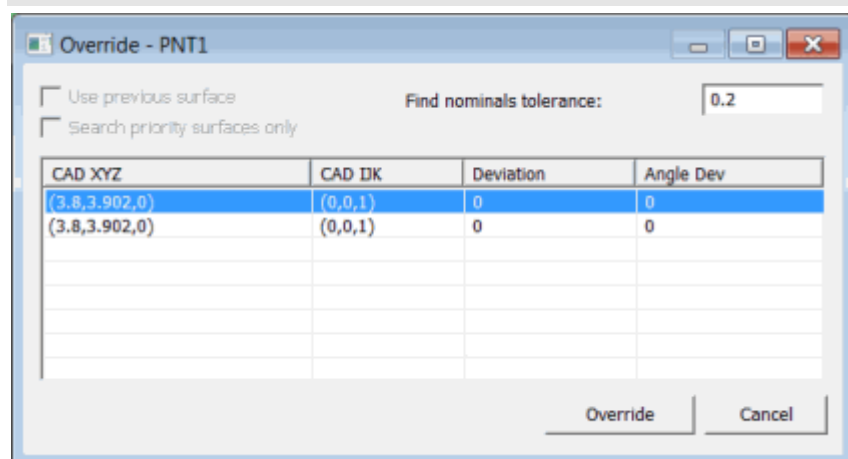 Override - PNT1
Use previous surface
Find nominals tolerance: 0.2
Search priority surfaces only
CAD XYZ CAD IJK Deviation Angle Dev
(3.8,3.902,0) (0,0,1) 0 0
(3.8,3.902,0) (0,0,1) 0 0
Override Cancel